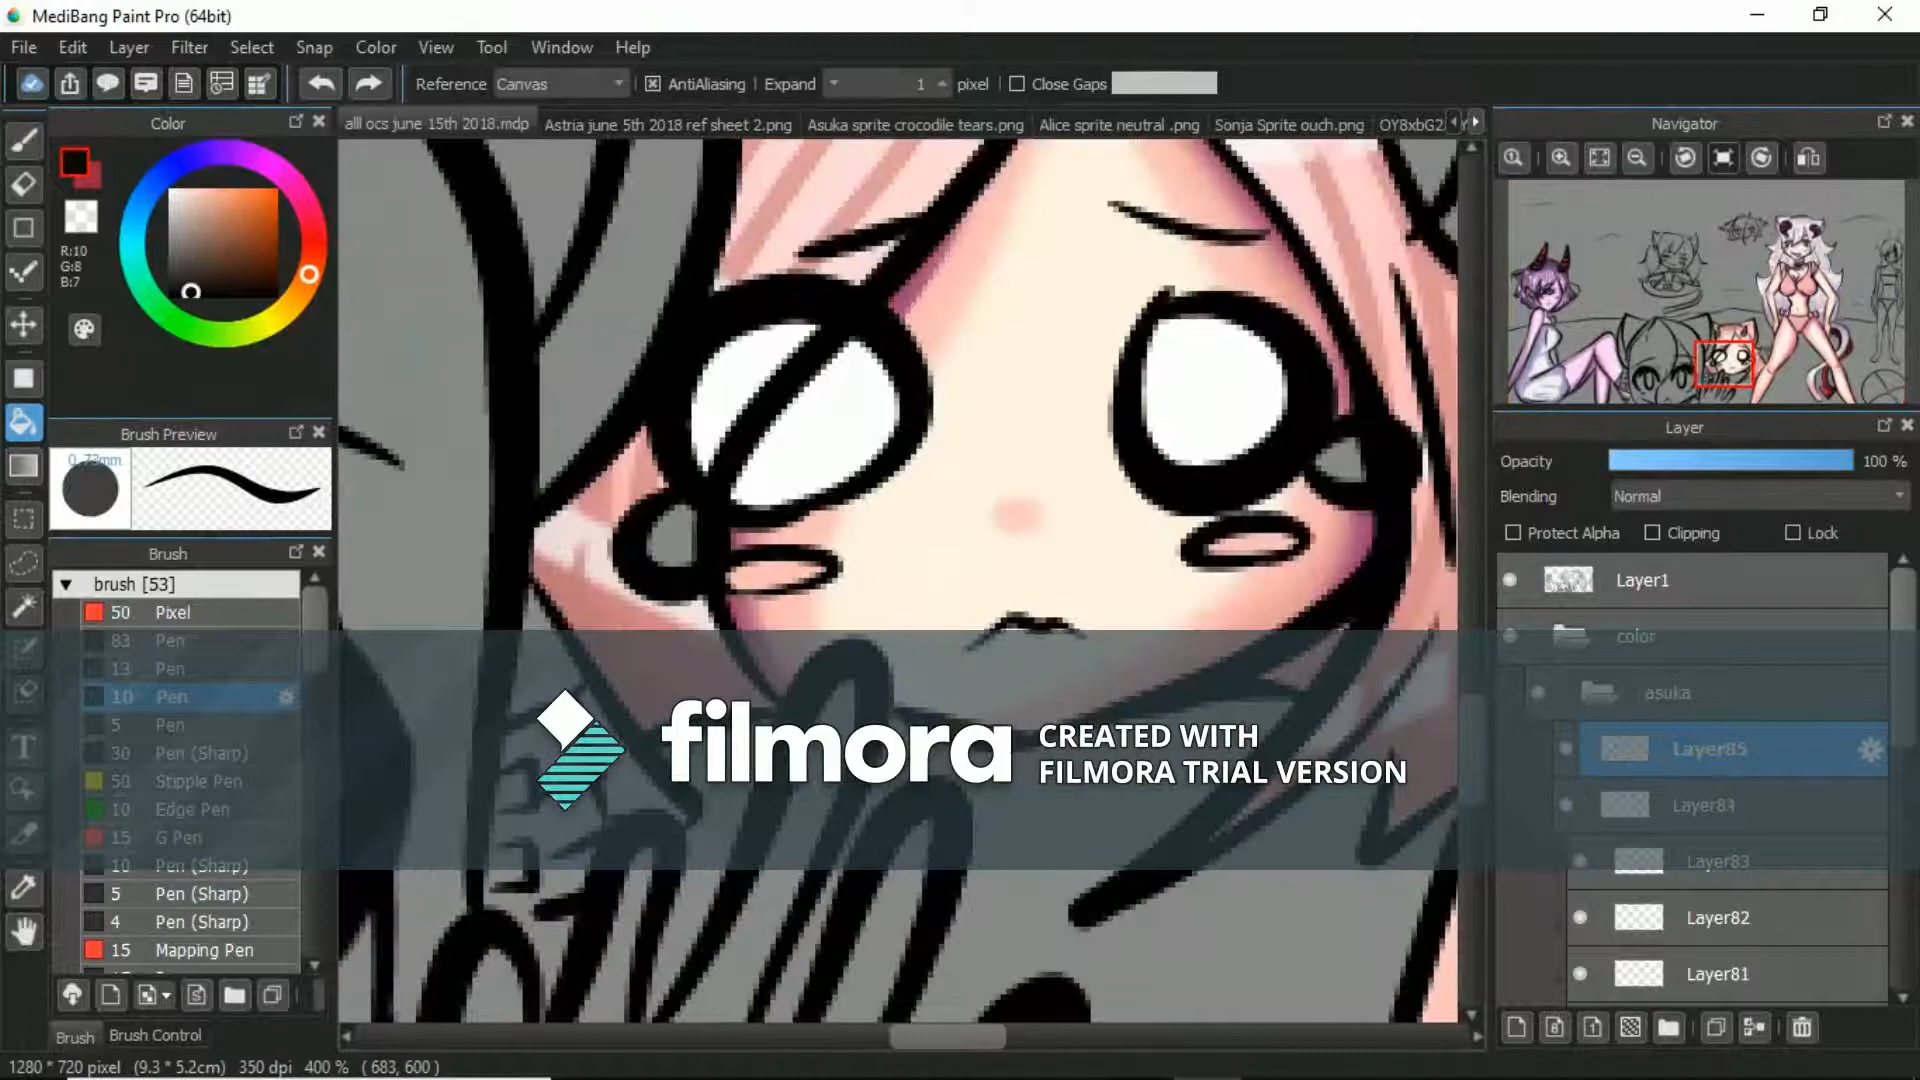 MediBang Paint Pro (64bit)
File Edit Layer Filter Select Snap Color View Tool Window Help
Reference Canvas AntiAliasing Expand 1 pixel Close Gaps
Color
all ocs june 15th 2018.mdp Astria june 5th 2018 ref sheet 2.png Asuka sprite crocodile tears.png Alice sprite neutral .png Sonja Sprite ouch.png OY8xbG2
Navigator
R:10
G:8
B:7
Brush Preview
0.73mm
Brush
brush [53]
50 Pixel
83 Pen
13 Pen
10 Pen
5 Pen
30 Pen (Sharp)
50 Stipple Pen
10 Edge Pen
15 G Pen
10 Pen (Sharp)
5 Pen (Sharp)
4 Pen (Sharp)
15 Mapping Pen
Brush Brush Control
Layer
Opacity 100 %
Blending Normal
Protect Alpha Clipping Lock
Layer1
color
asuka
Layer85
Layer84
Layer83
Layer82
Layer81
filmora
CREATED WITH
FILMORA TRIAL VERSION
1280 * 720 pixel (9.3 * 5.2cm) 350 dpi 400 % ( 683, 600 )